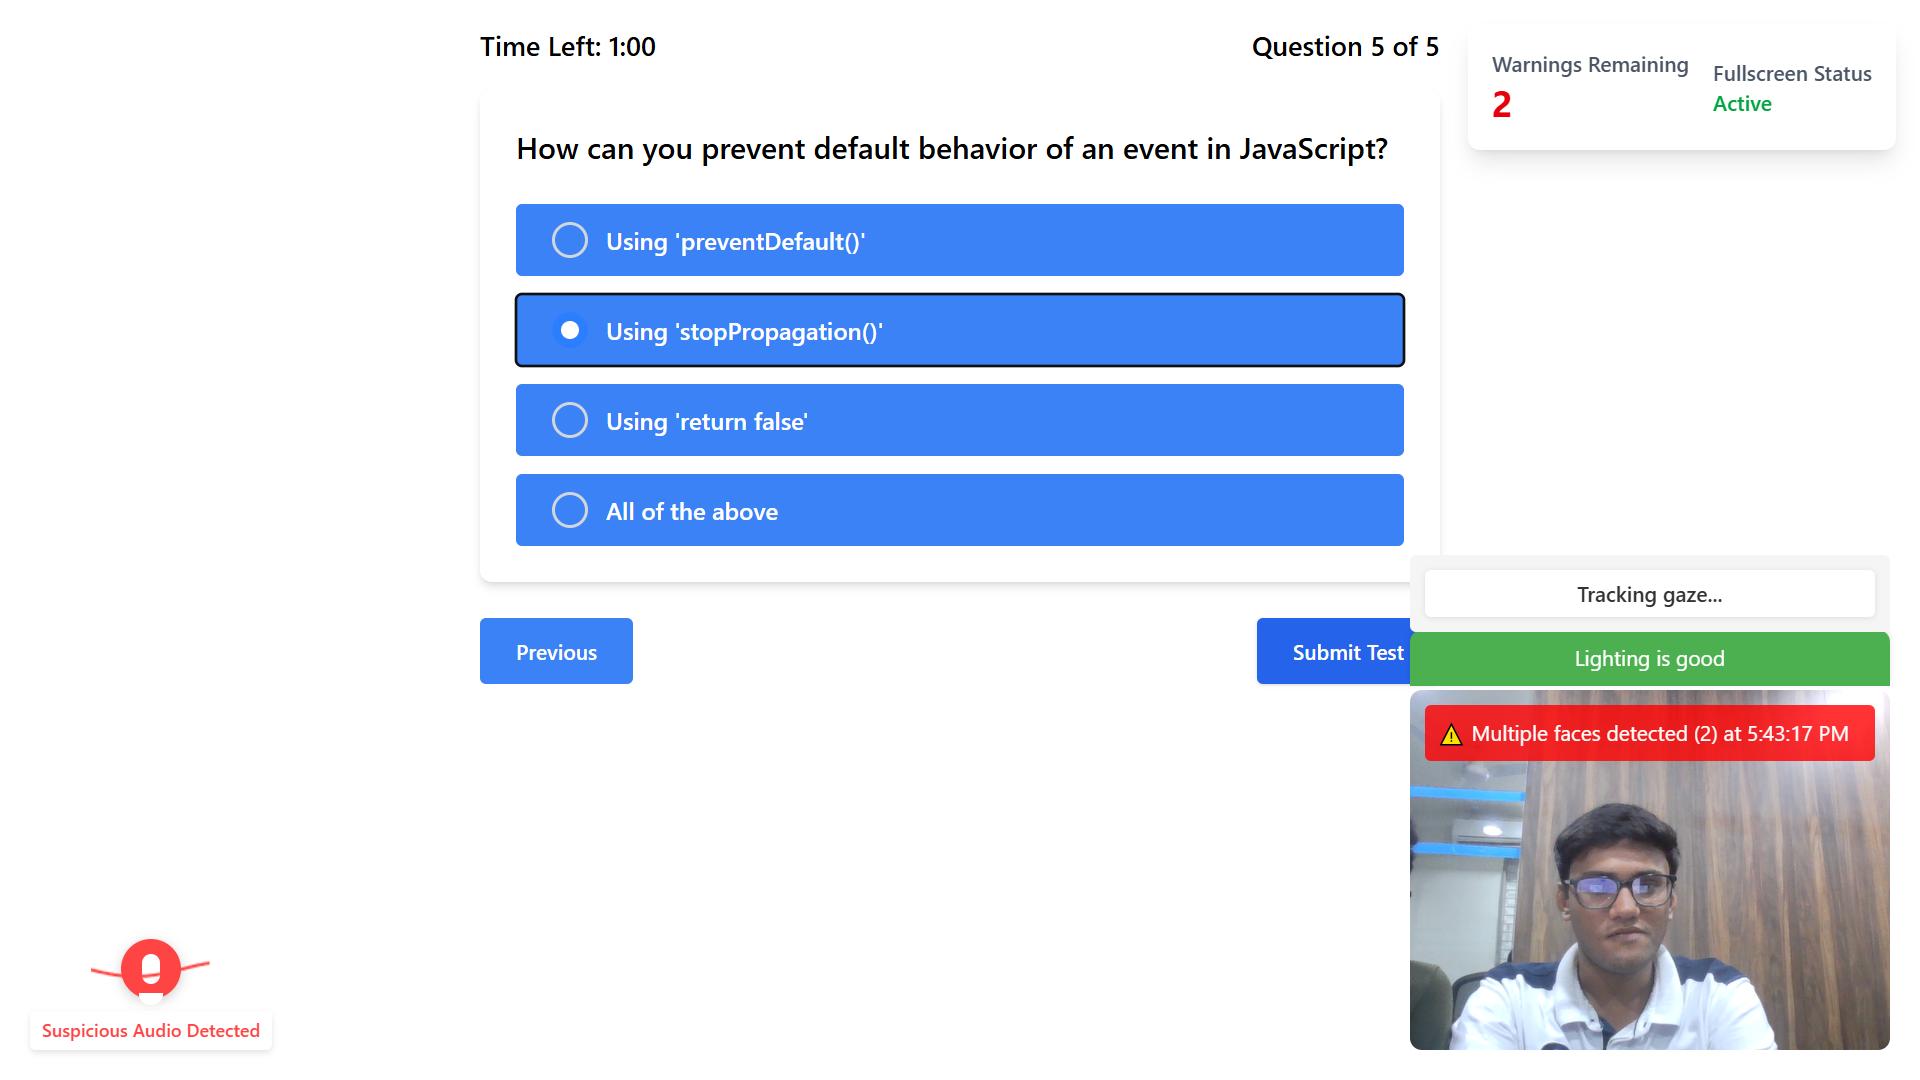 Time Left: 1:00
Question 5 of 5
Warnings Remaining
2
Fullscreen Status
Active
How can you prevent default behavior of an event in JavaScript?
Using 'preventDefault()'
Using 'stopPropagation()'
Using 'return false'
All of the above
Previous
Submit Test
Tracking gaze...
Lighting is good
⚠️ Multiple faces detected (2) at 5:43:17 PM
Suspicious Audio Detected